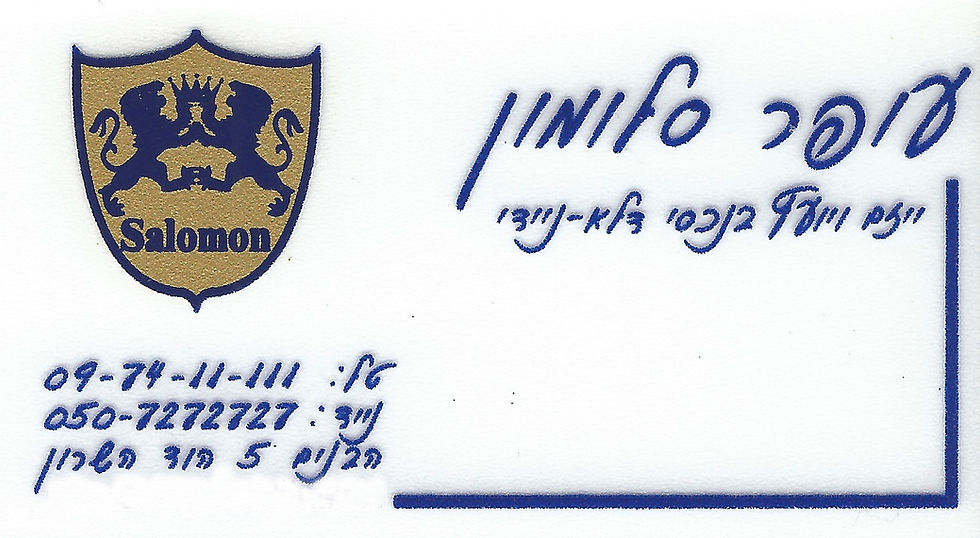 עופר סלומון
ייזם ויועץ בנכסי דלא-ניידי
Salomon
טל: 09-74-11-111
נייד: 050-7272727
הבנים 5 הוד השרון